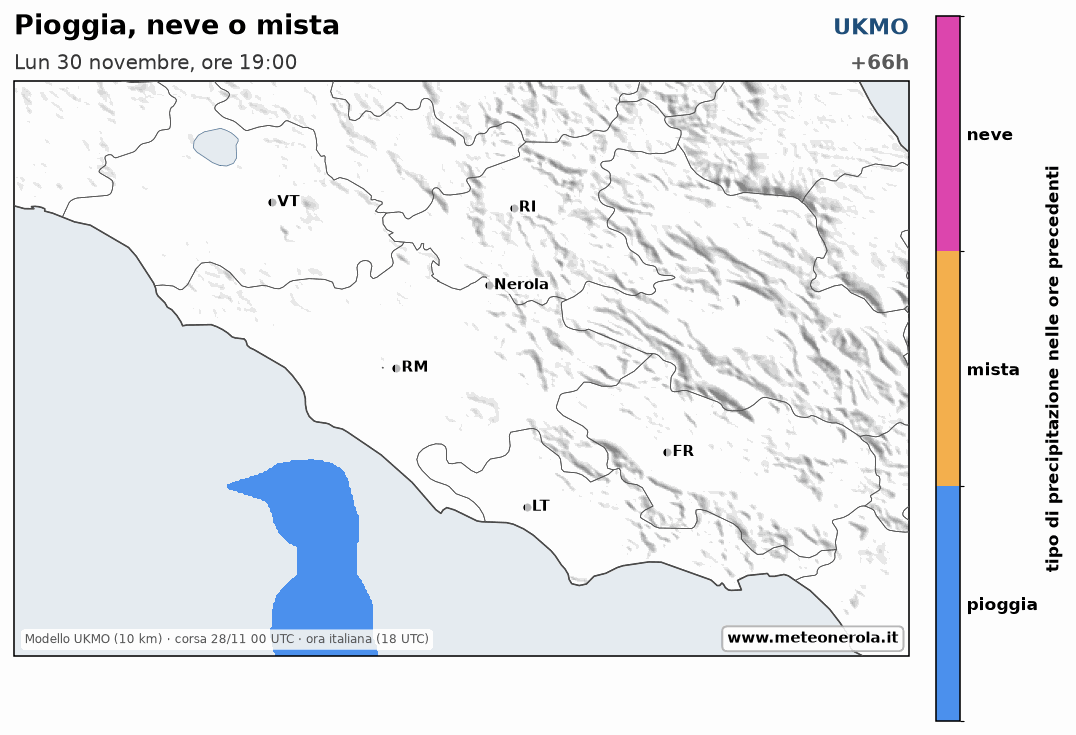 Pioggia, neve o mista
UKMO
Lun 30 novembre, ore 19:00
+66h
neve
VT
RI
Nerola
RM
mista
FR
LT
pioggia
tipo di precipitazione nelle ore precedenti
Modello UKMO (10 km) · corsa 28/11 00 UTC · ora italiana (18 UTC)
www.meteonerola.it